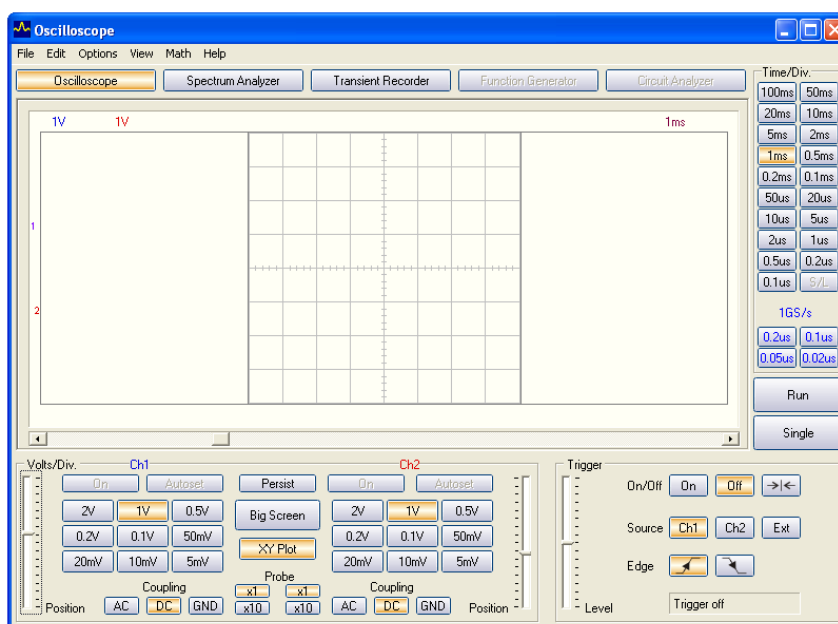 Oscilloscope
File Edit Options View Math Help
Oscilloscope Spectrum Analyzer Transient Recorder Function Generator Circuit Analyzer
Time/Div.
100ms 50ms
20ms 10ms
5ms 2ms
1ms 0.5ms
0.2ms 0.1ms
50us 20us
10us 5us
2us 1us
0.5us 0.2us
0.1us S/L
1GS/s
0.2us 0.1us
0.05us 0.02us
Run
Single
1V 1V 1ms
1
2
Volts/Div. Ch1 Ch2
On Autoset Persist On Autoset
2V 1V 0.5V Big Screen 2V 1V 0.5V
0.2V 0.1V 50mV 0.2V 0.1V 50mV
20mV 10mV 5mV XY Plot 20mV 10mV 5mV
Coupling Probe Coupling
x1 x1
Position AC DC GND x10 x10 AC DC GND Position
Trigger
On/Off On Off
Source Ch1 Ch2 Ext
Edge
Level Trigger off